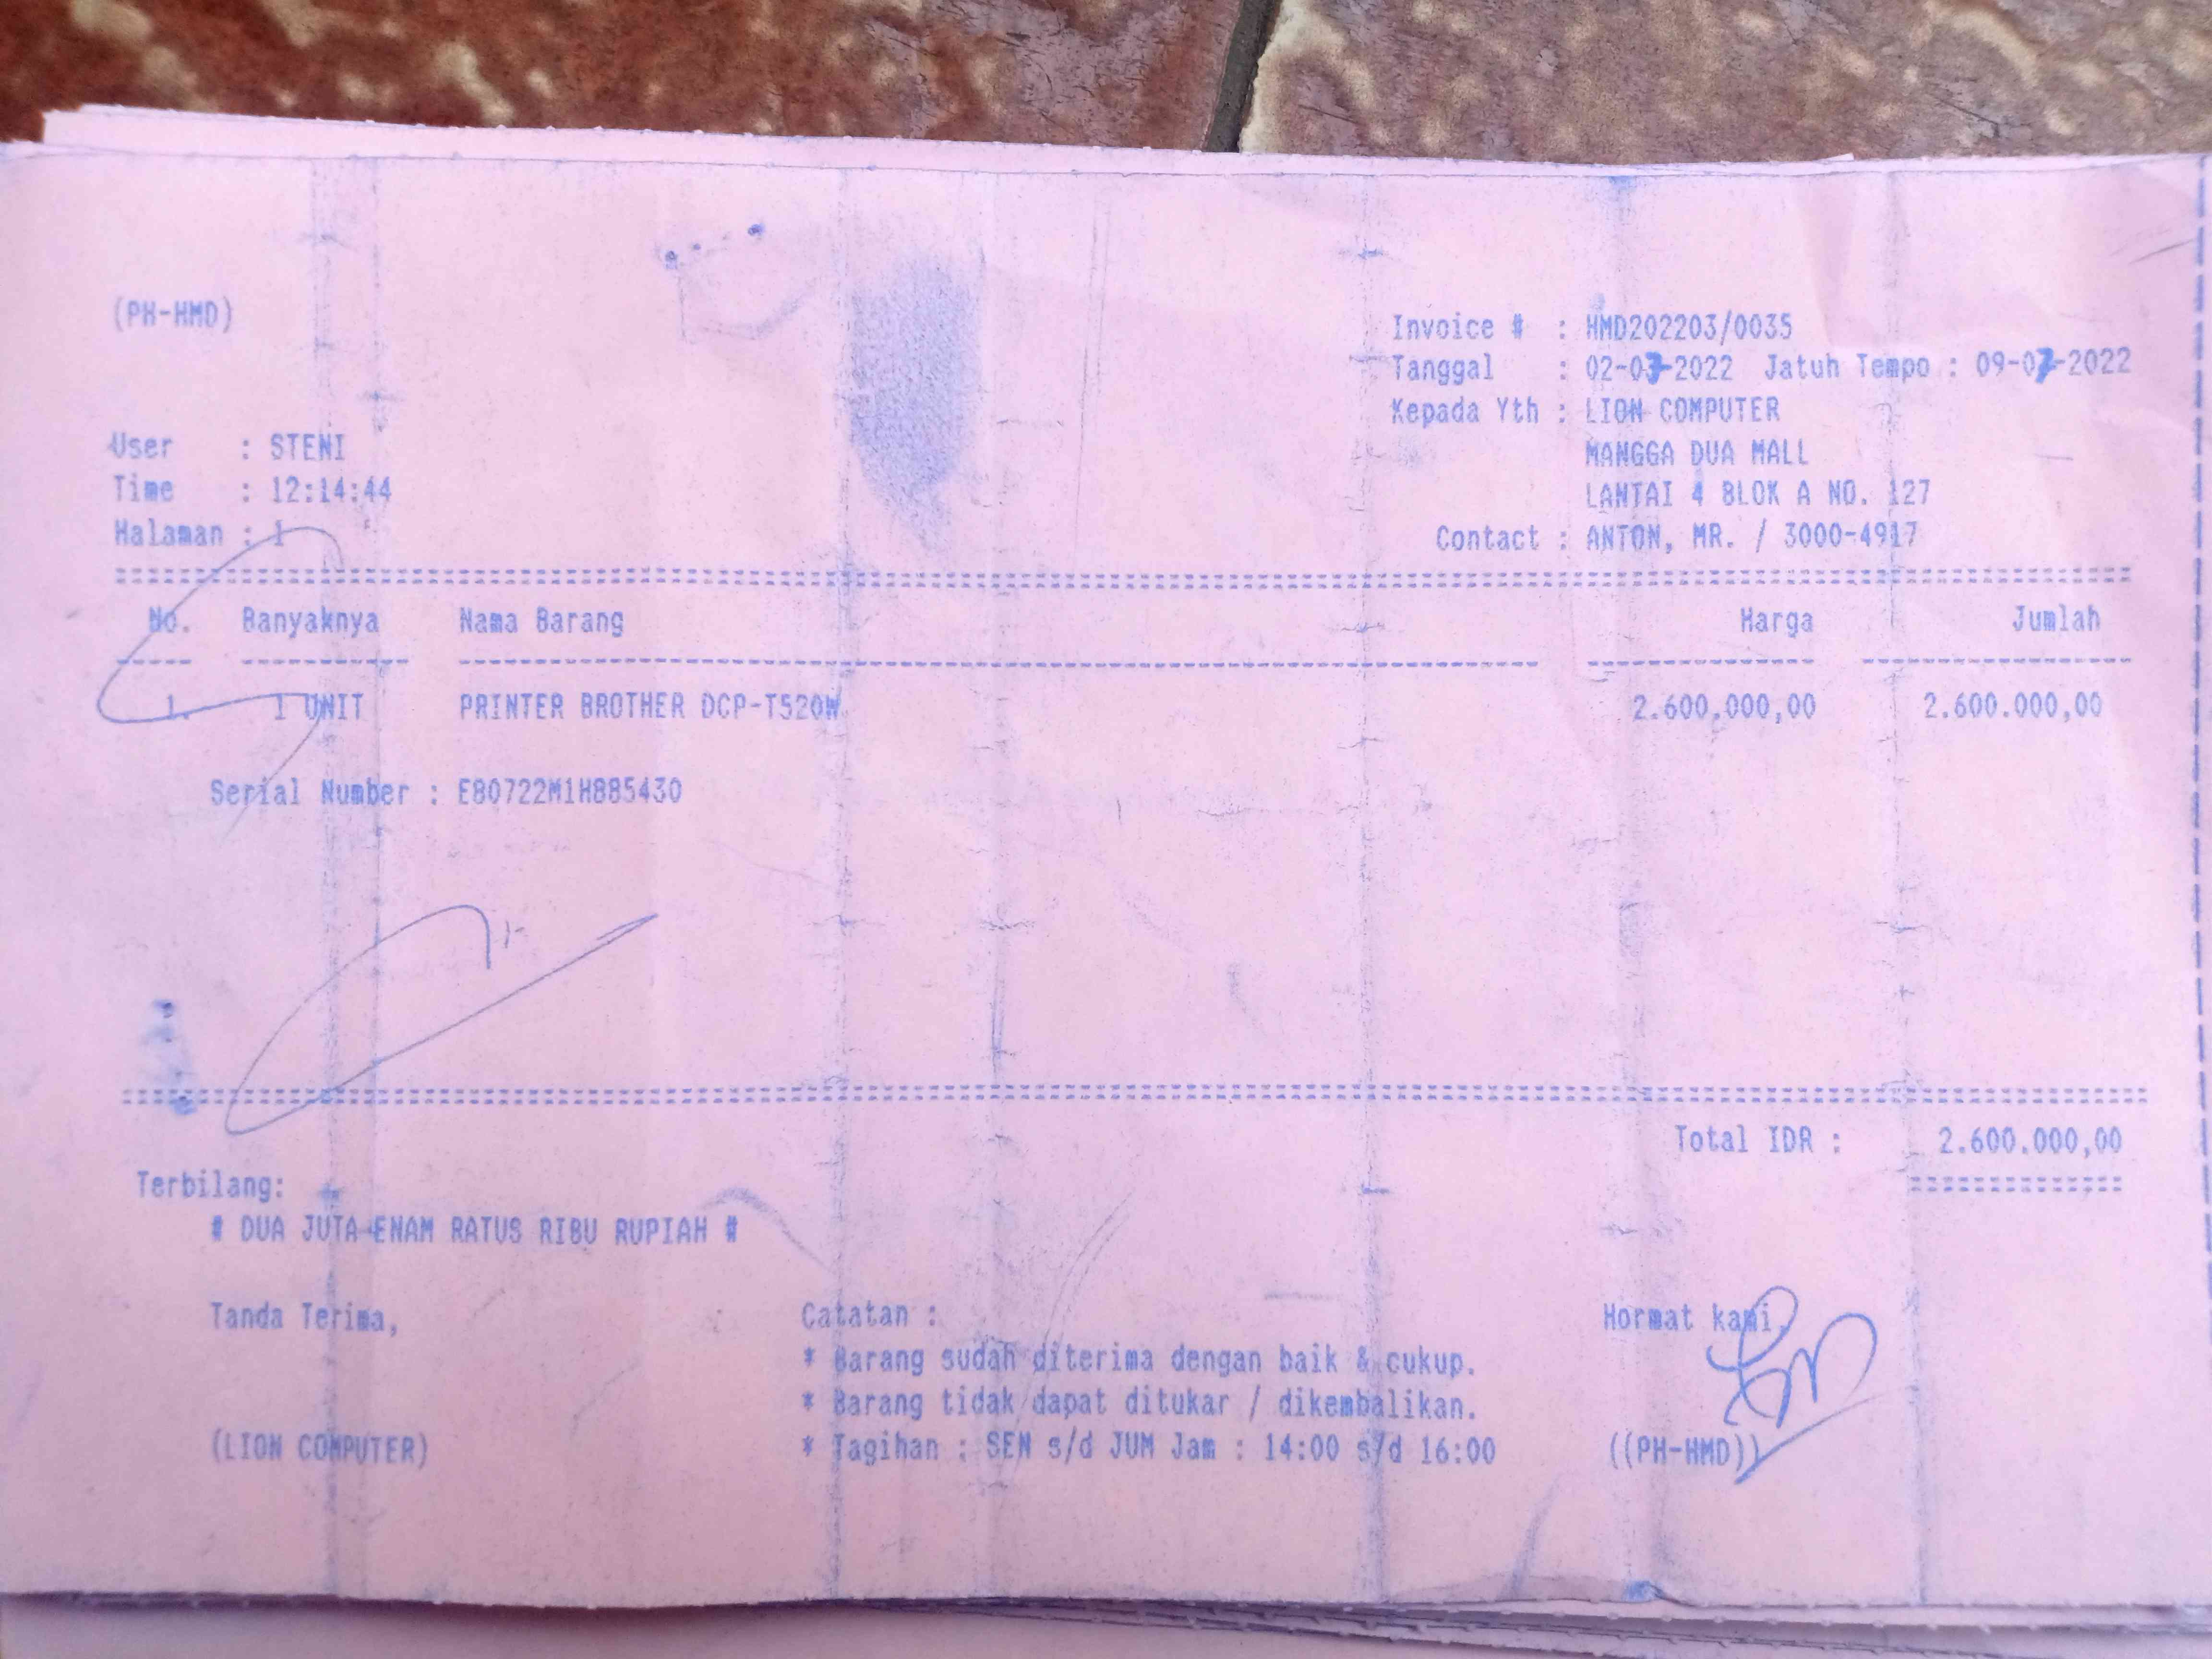 (PH-HMD)
Invoice # : HMD202203/0035
Tanggal : 02-03-2022 Jatuh Tempo : 09-03-2022
Kepada Yth : LION COMPUTER
User : STENI
MANGGA DUA MALL
Time : 12:14:44
LANTAI 4 BLOK A NO. 127
Halaman : 1
Contact : ANTON, MR. / 3000-4917
No. Banyaknya Nama Barang Harga Jumlah
1. 1 UNIT PRINTER BROTHER DCP-T520W 2.600.000,00 2.600.000,00
Serial Number : E80722M1H885430
Total IDR : 2.600.000,00
Terbilang:
# DUA JUTA ENAM RATUS RIBU RUPIAH #
Tanda Terima, Catatan : Hormat kami,
* Barang sudah diterima dengan baik & cukup.
* Barang tidak dapat ditukar / dikembalikan.
(LION COMPUTER) * Tagihan : SEN s/d JUM Jam : 14:00 s/d 16:00 ((PH-HMD))